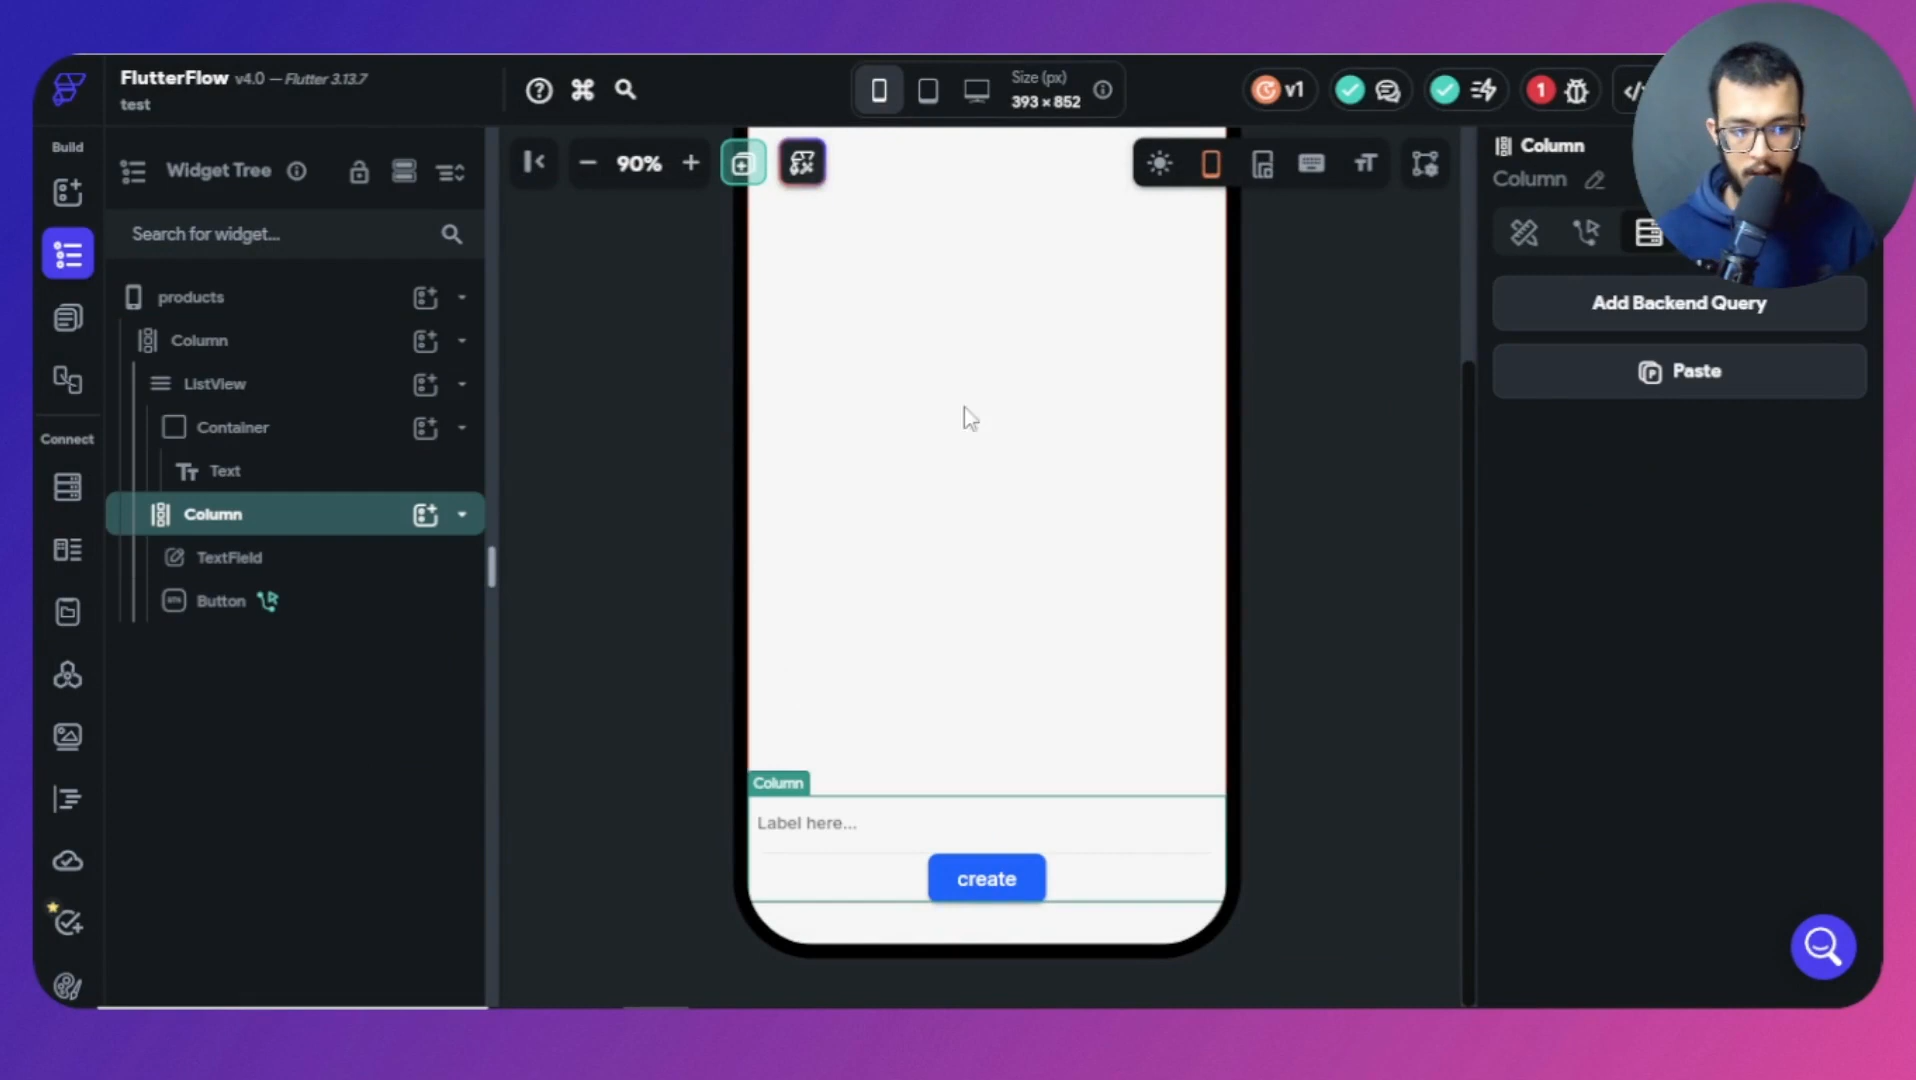 FlutterFlow v4.0 — Flutter 3.13.7
test
Size (px)
393 × 852
v1
1
Build
Widget Tree
90%
Column
Column
Search for widget...
products
Add Backend Query
Column
ListView
Paste
Container
Connect
Text
Column
TextField
Button
Column
Label here...
create